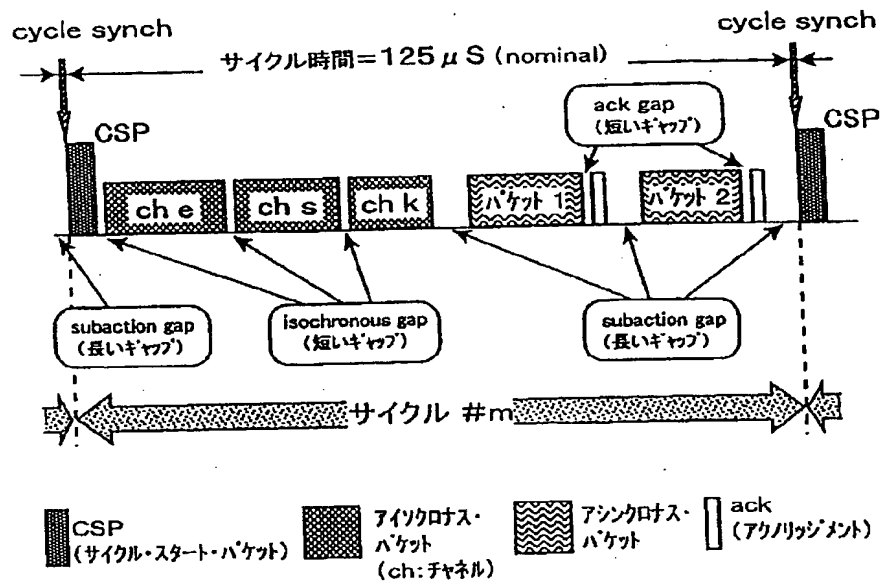 cycle synch
cycle synch
サイクル時間=125μS (nominal)
ack gap
(短いギャップ)
CSP
CSP
ch e
ch s
ch k
パケット 1
パケット 2
subaction gap
(長いギャップ)
isochronous gap
(短いギャップ)
subaction gap
(長いギャップ)
サイクル #m
CSP
(サイクル・スタート・パケット)
アイソクロナス・
パケット
(ch:チャネル)
アシンクロナス・
パケット
ack
(アクノリッジメント)